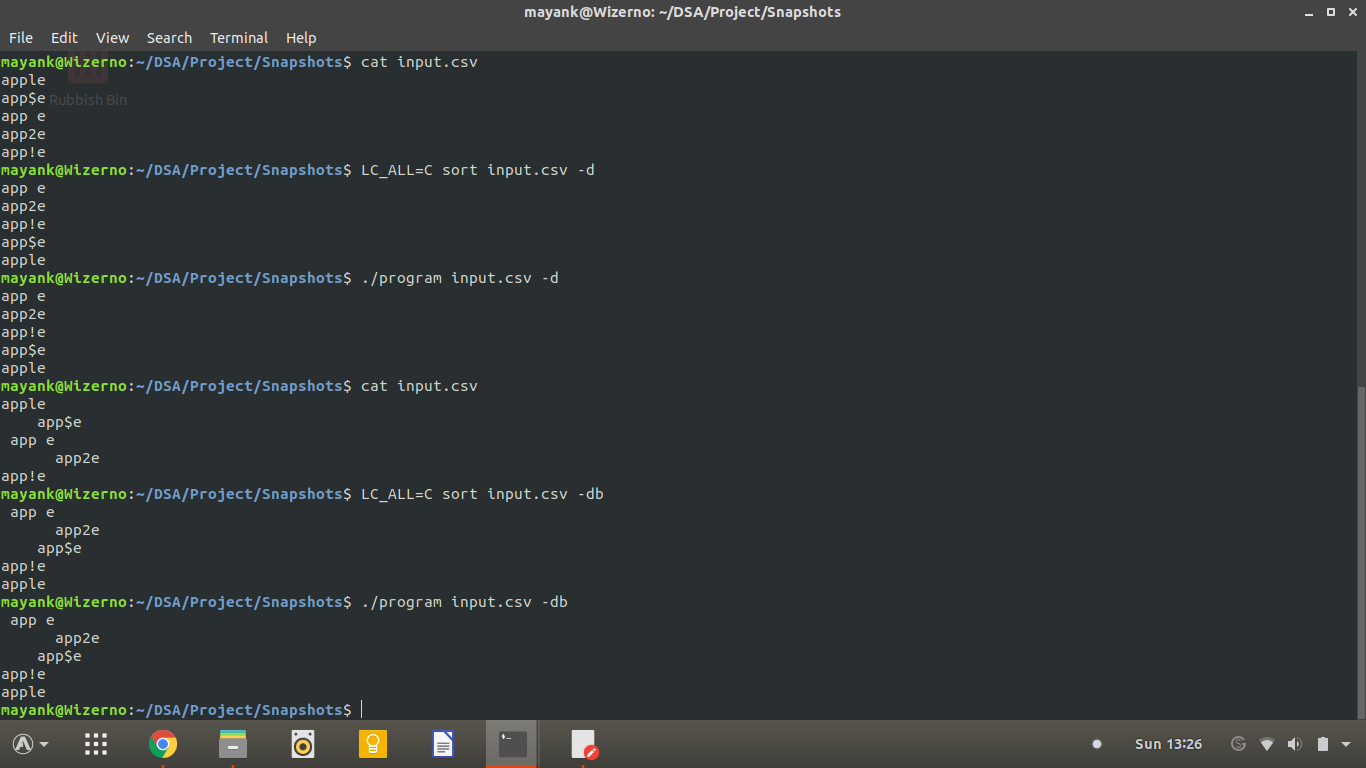 mayank@Wizerno: ~/DSA/Project/Snapshots
File Edit View Search Terminal Help
mayank@Wizerno:~/DSA/Project/Snapshots$ cat input.csv
apple
app$e
Rubbish Bin
app e
app2e
app!e
mayank@Wizerno:~/DSA/Project/Snapshots$ LC_ALL=C sort input.csv -d
app e
app2e
app!e
app$e
apple
mayank@Wizerno:~/DSA/Project/Snapshots$ ./program input.csv -d
app e
app2e
app!e
app$e
apple
mayank@Wizerno:~/DSA/Project/Snapshots$ cat input.csv
apple
    app$e
 app e
      app2e
app!e
mayank@Wizerno:~/DSA/Project/Snapshots$ LC_ALL=C sort input.csv -db
 app e
      app2e
    app$e
app!e
apple
mayank@Wizerno:~/DSA/Project/Snapshots$ ./program input.csv -db
 app e
      app2e
    app$e
app!e
apple
mayank@Wizerno:~/DSA/Project/Snapshots$
Sun 13:26